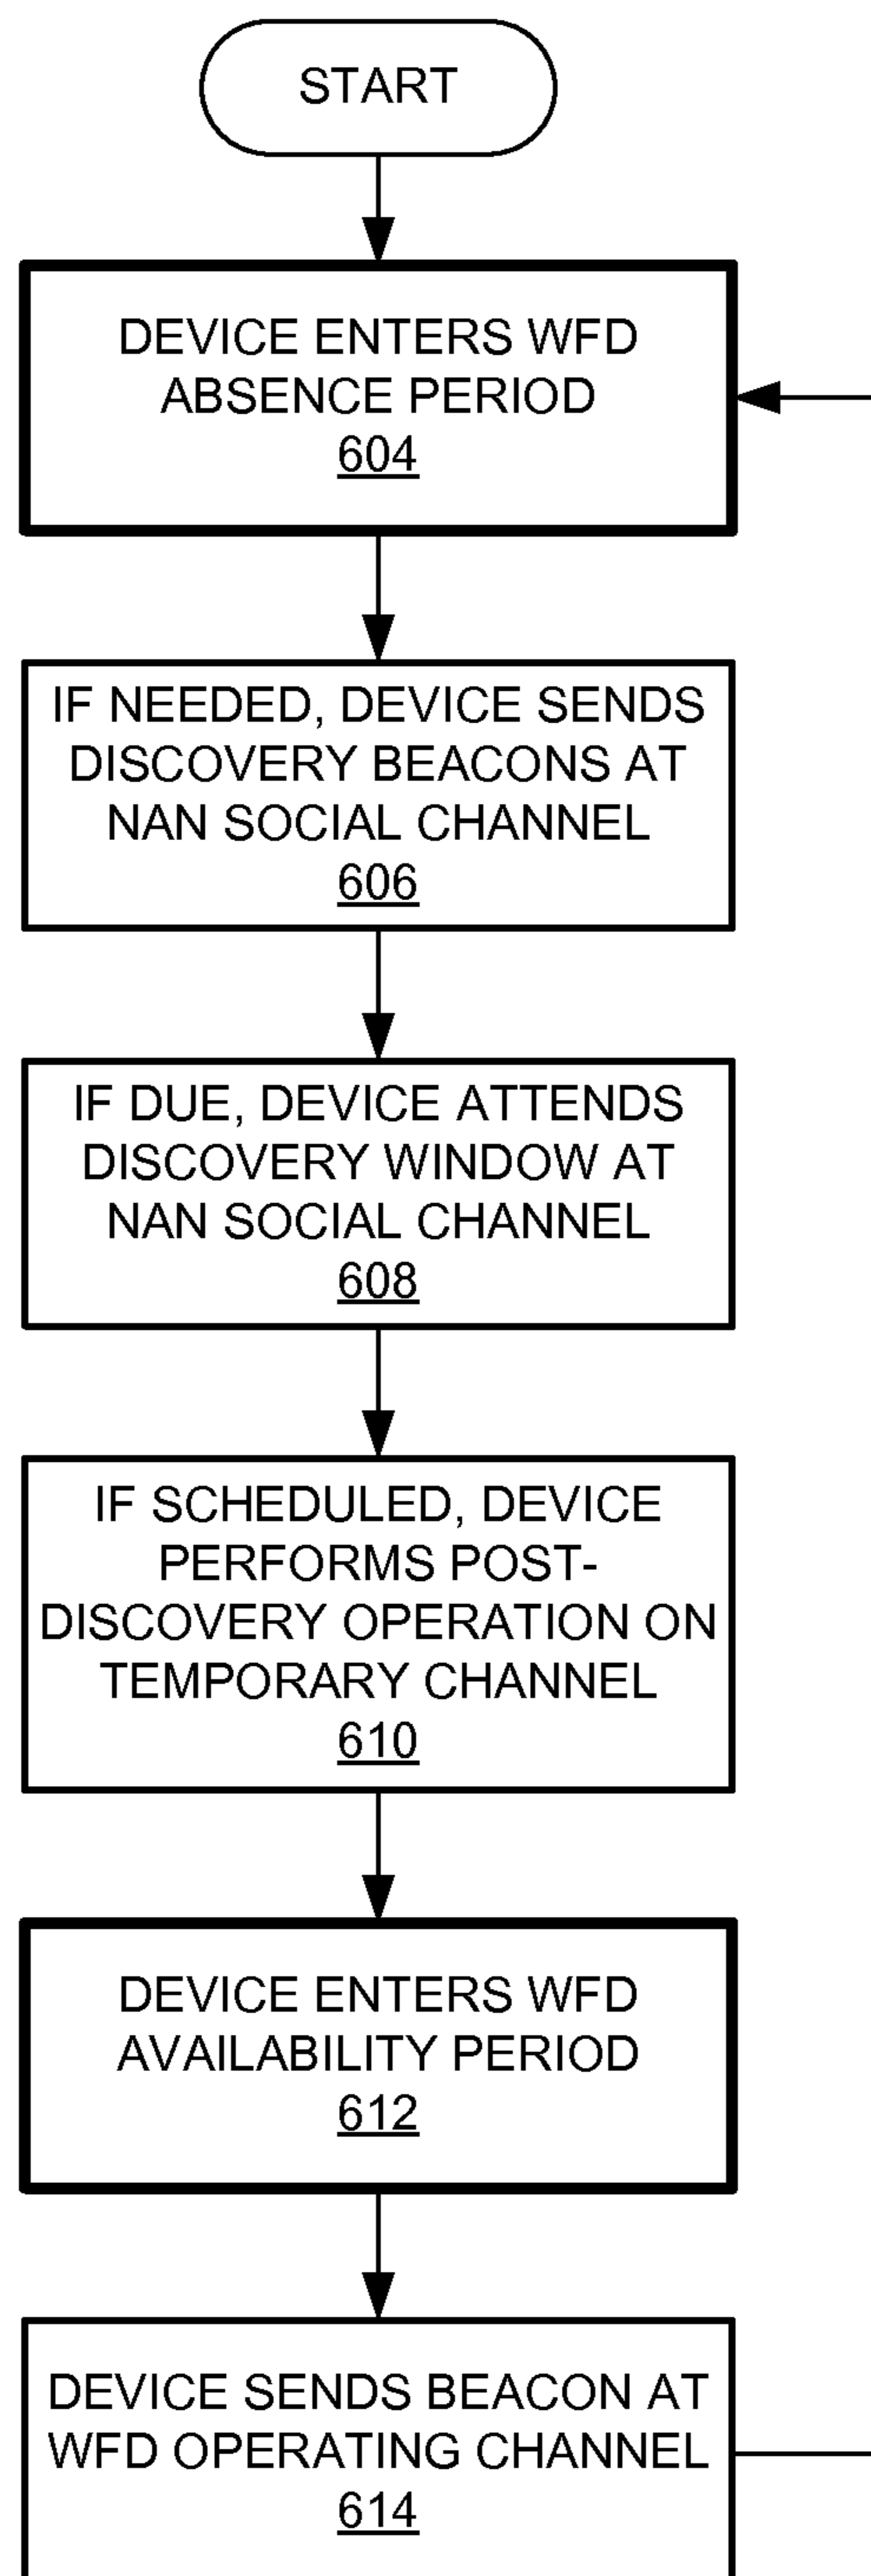 START
DEVICE ENTERS WFD
ABSENCE PERIOD
604
IF NEEDED, DEVICE SENDS
DISCOVERY BEACONS AT
NAN SOCIAL CHANNEL
606
IF DUE, DEVICE ATTENDS
DISCOVERY WINDOW AT
NAN SOCIAL CHANNEL
608
IF SCHEDULED, DEVICE
PERFORMS POST-
DISCOVERY OPERATION ON
TEMPORARY CHANNEL
610
DEVICE ENTERS WFD
AVAILABILITY PERIOD
612
DEVICE SENDS BEACON AT
WFD OPERATING CHANNEL
614